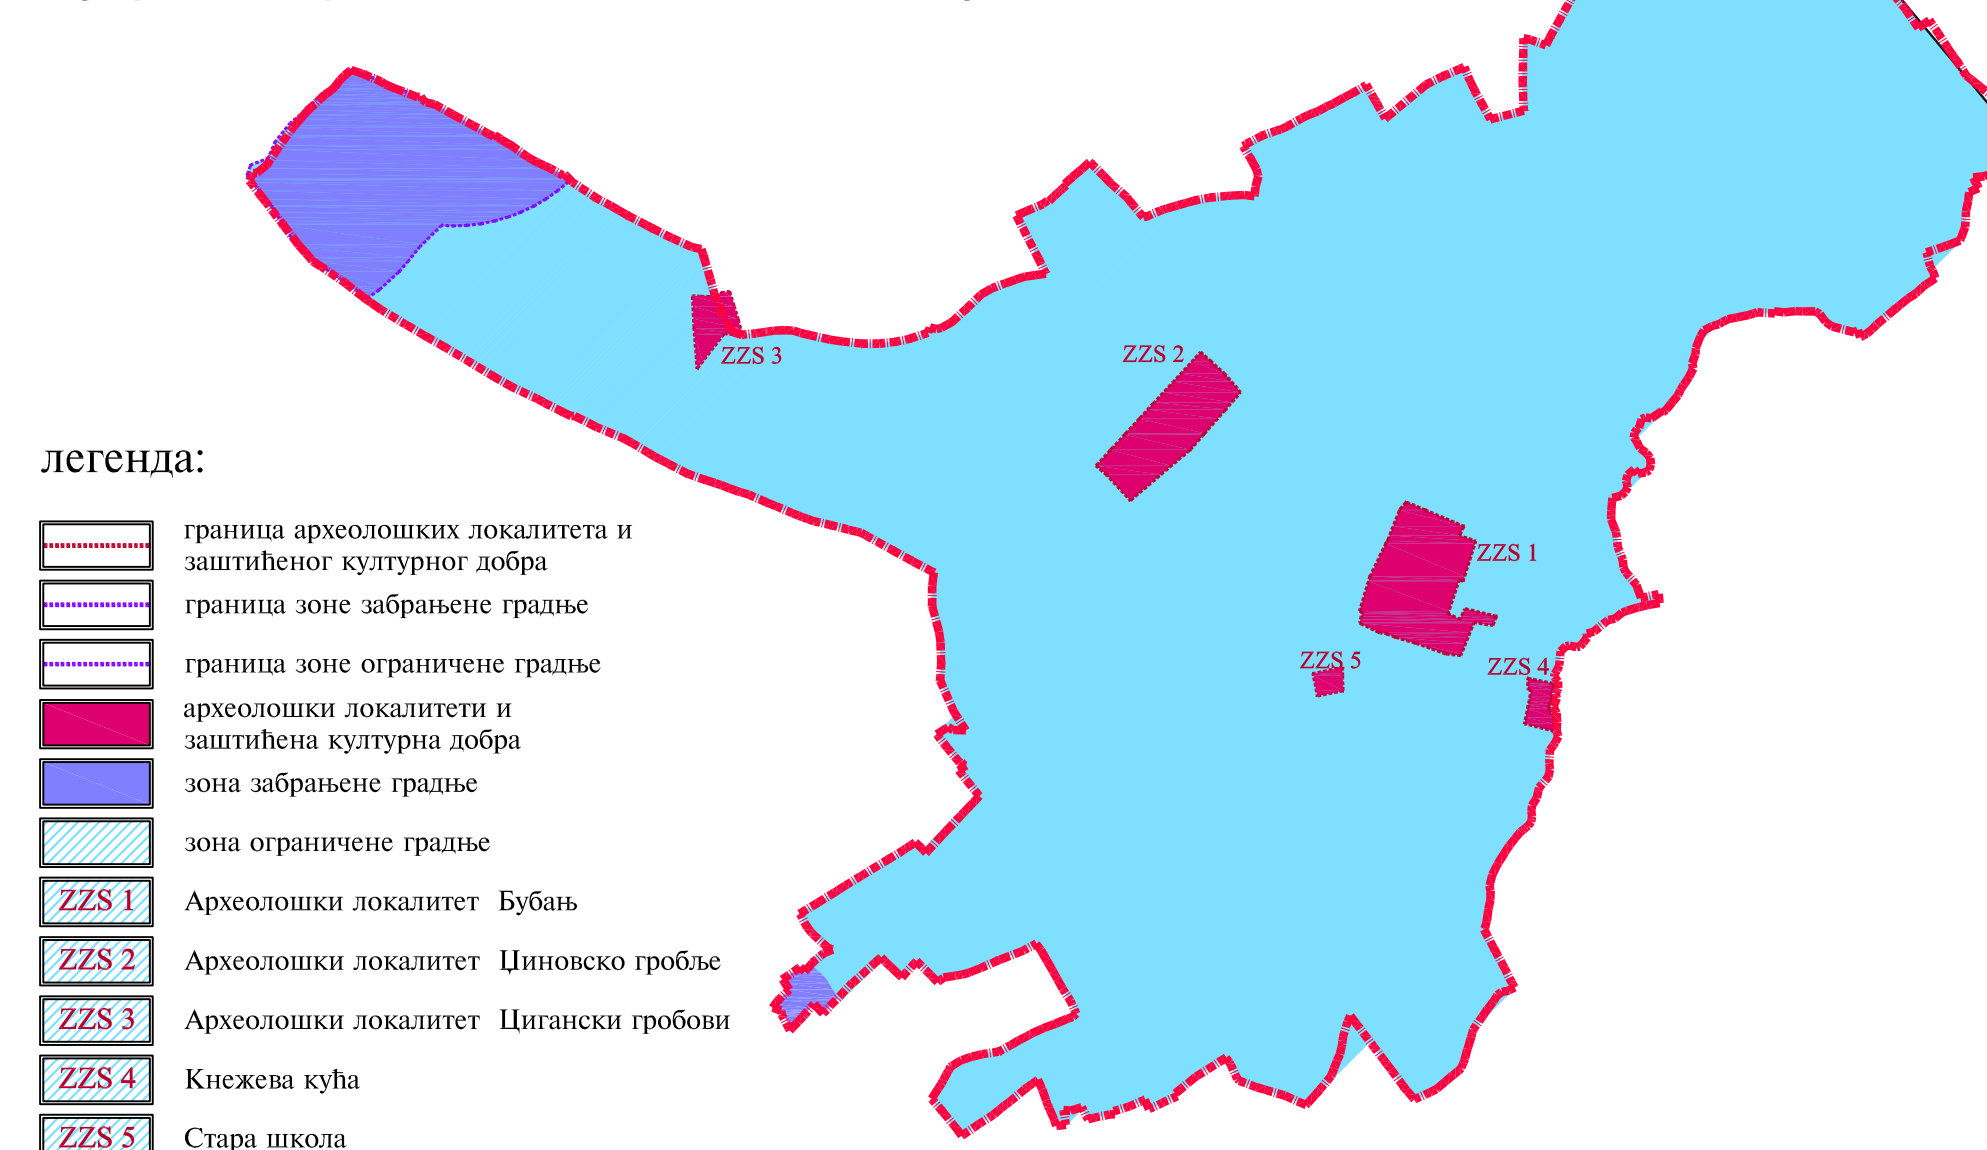 ZZS 3
ZZS 2
ZZS 1
ZZS 5
ZZS 4
легенда:
граница археолошких локалитета и
заштићеног културног добра
граница зоне забрањене градње
граница зоне ограничене градње
археолошки локалитети и
заштићена културна добра
зона забрањене градње
зона ограничене градње
ZZS 1 Археолошки локалитет Бубањ
ZZS 2 Археолошки локалитет Џиновско гробље
ZZS 3 Археолошки локалитет Цигански гробови
ZZS 4 Кнежева кућа
ZZS 5 Стара школа